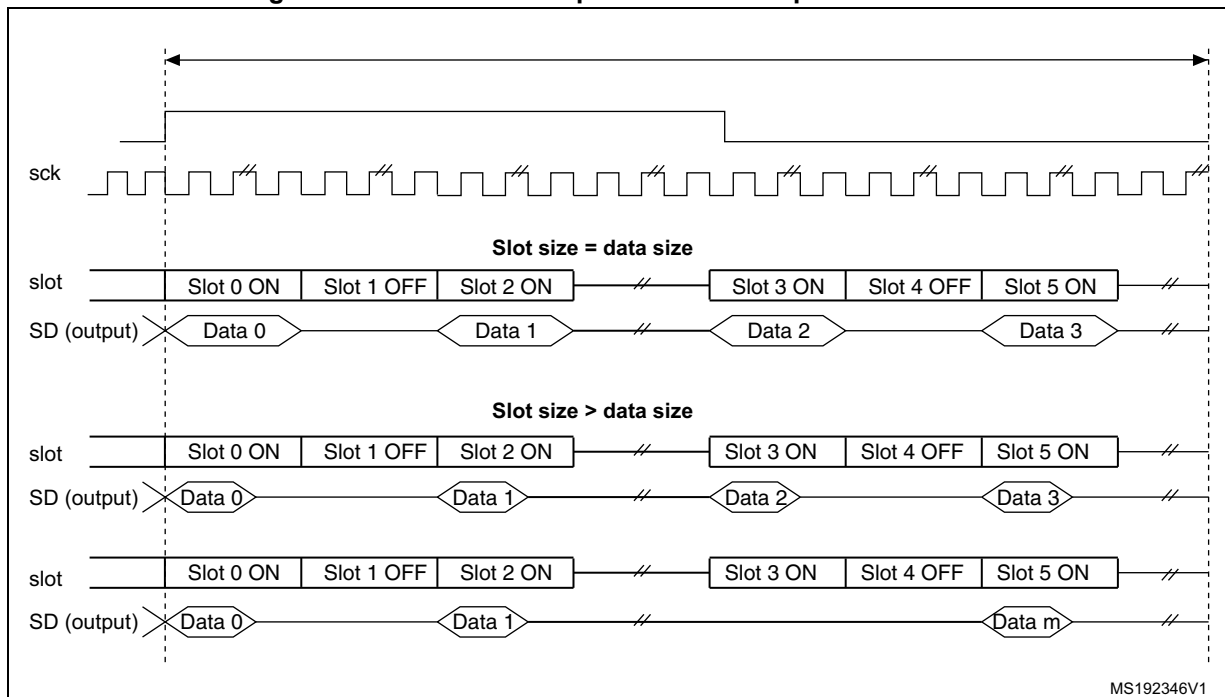 sck
Slot size = data size
slot Slot 0 ON Slot 1 OFF Slot 2 ON Slot 3 ON Slot 4 OFF Slot 5 ON
SD (output) Data 0 Data 1 Data 2 Data 3
Slot size > data size
slot Slot 0 ON Slot 1 OFF Slot 2 ON Slot 3 ON Slot 4 OFF Slot 5 ON
SD (output) Data 0 Data 1 Data 2 Data 3
slot Slot 0 ON Slot 1 OFF Slot 2 ON Slot 3 ON Slot 4 OFF Slot 5 ON
SD (output) Data 0 Data 1 Data m
MS192346V1